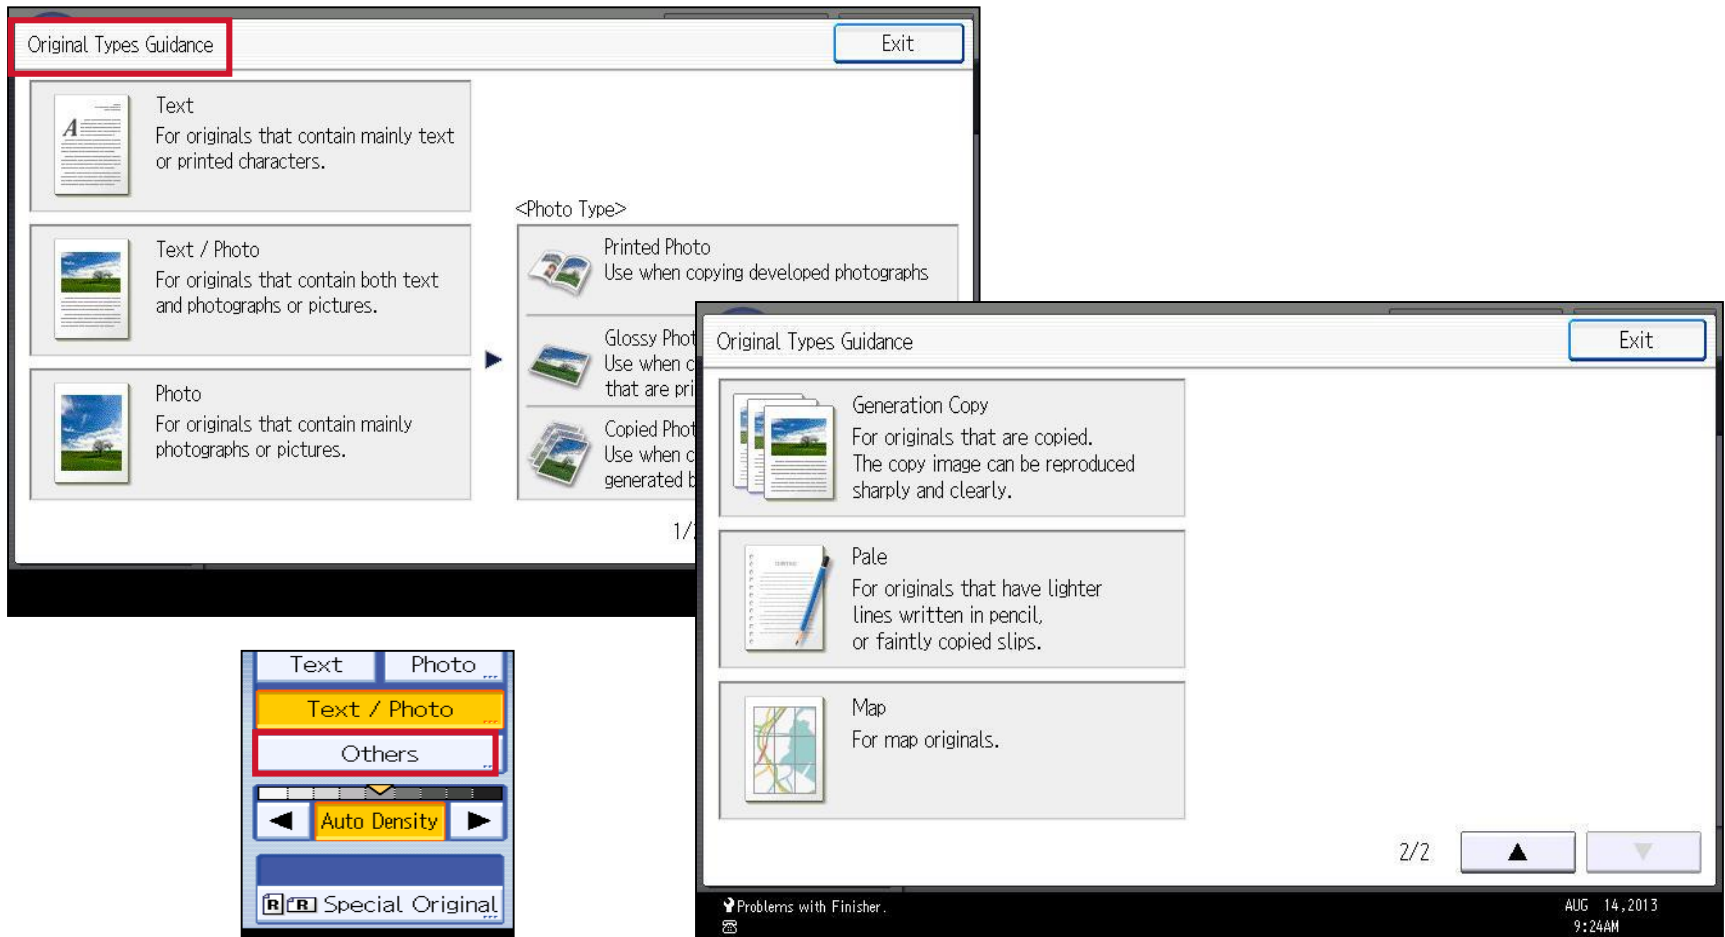 Original Types Guidance
Exit
Text
For originals that contain mainly text
or printed characters.
Text / Photo
For originals that contain both text
and photographs or pictures.
Photo
For originals that contain mainly
photographs or pictures.
<Photo Type>
Printed Photo
Use when copying developed photographs
Glossy Phot
Use when c
that are pri
Copied Phot
Use when c
generated b
1/
Original Types Guidance
Exit
Generation Copy
For originals that are copied.
The copy image can be reproduced
sharply and clearly.
Pale
For originals that have lighter
lines written in pencil,
or faintly copied slips.
Map
For map originals.
2/2
Problems with Finisher.
AUG 14,2013
9:24AM
Text
Photo
Text / Photo
Others
Auto Density
R R Special Original